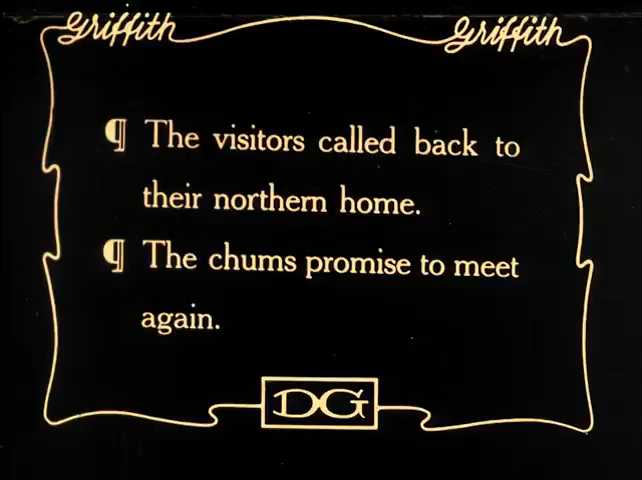 Griffith Griffith
¶ The visitors called back to
their northern home.
¶ The chums promise to meet
again.
DG